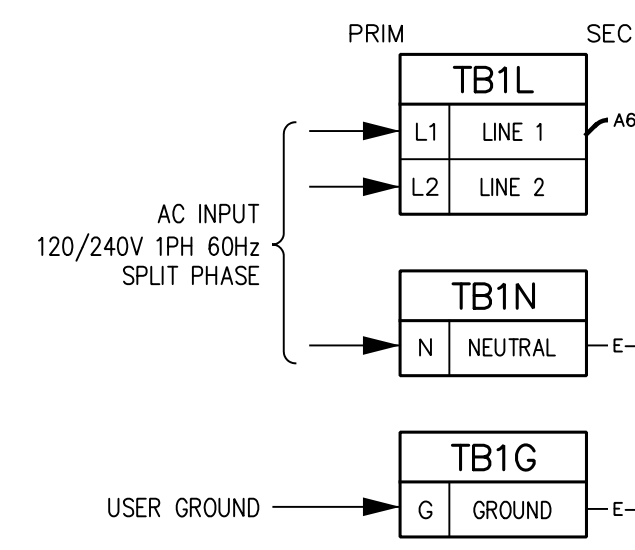 PRIM SEC
TB1L
L1 LINE 1 A6
L2 LINE 2
AC INPUT
120/240V 1PH 60Hz
SPLIT PHASE
TB1N
N NEUTRAL E-
TB1G
USER GROUND G GROUND E-